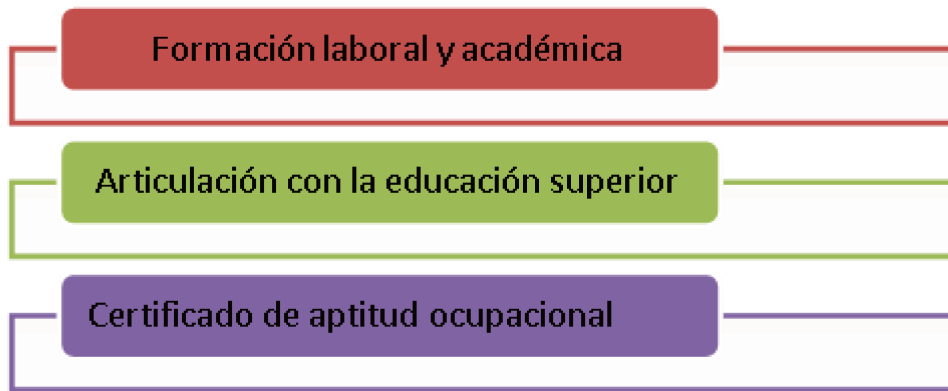 Formación laboral y académica
Articulación con la educación superior
Certificado de aptitud ocupacional